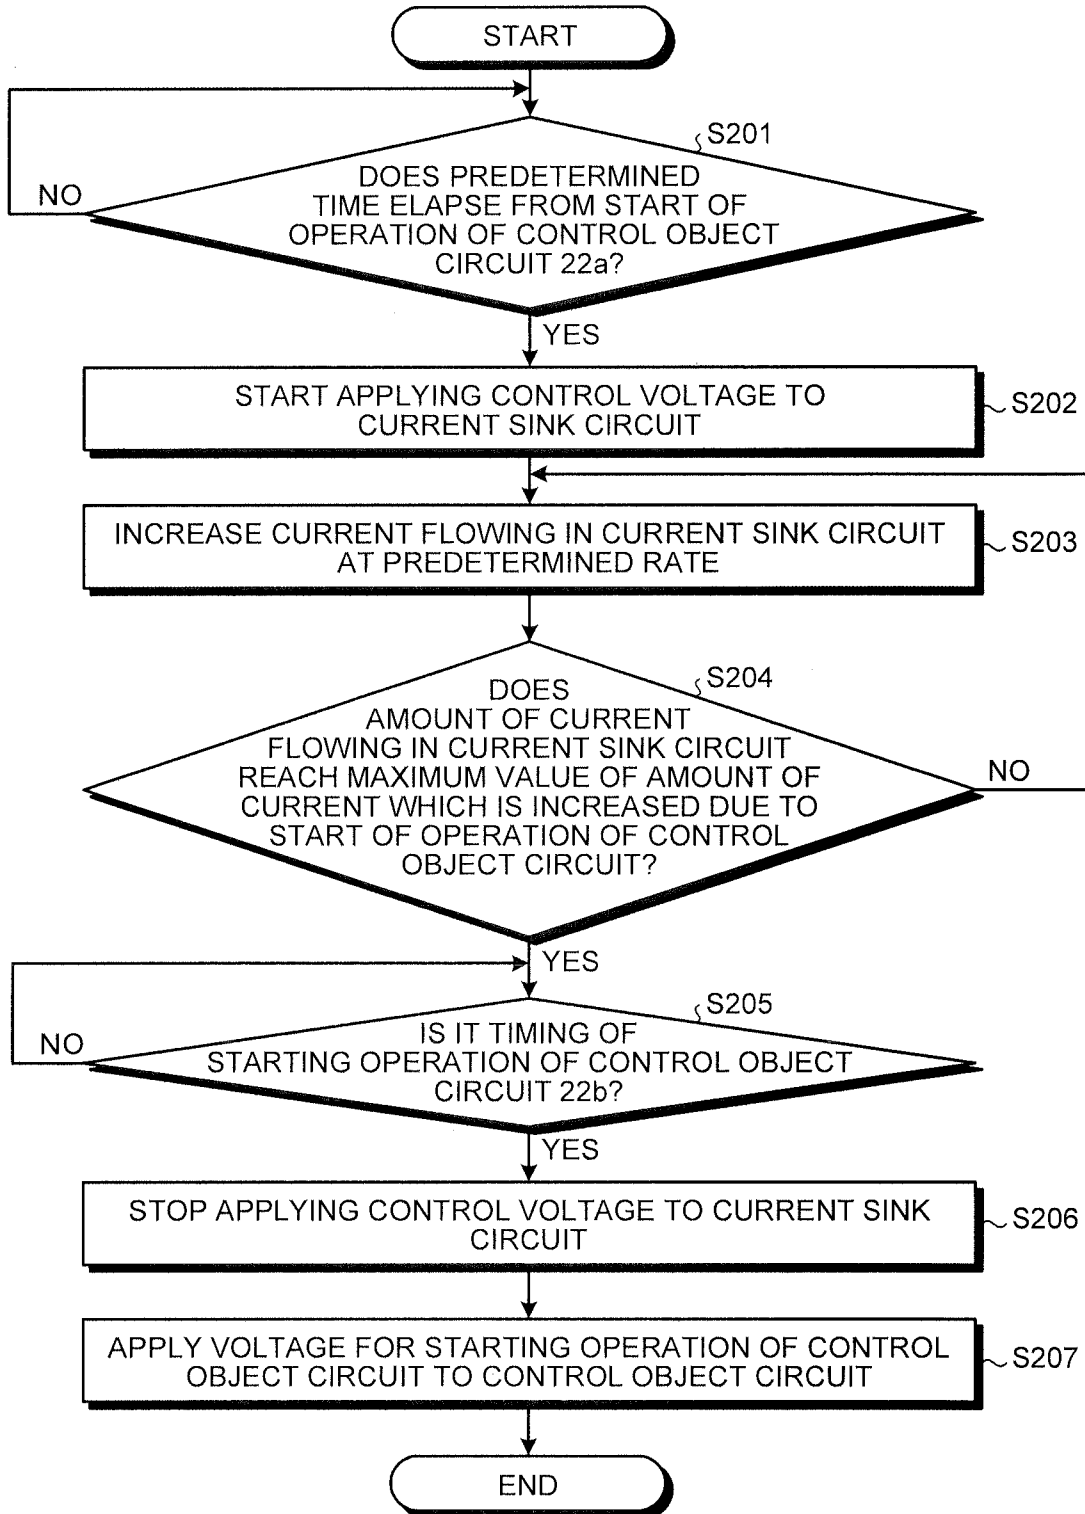 START
S201
DOES PREDETERMINED
TIME ELAPSE FROM START OF
OPERATION OF CONTROL OBJECT
CIRCUIT 22a?
NO
YES
START APPLYING CONTROL VOLTAGE TO
CURRENT SINK CIRCUIT
S202
INCREASE CURRENT FLOWING IN CURRENT SINK CIRCUIT
AT PREDETERMINED RATE
S203
S204
DOES
AMOUNT OF CURRENT
FLOWING IN CURRENT SINK CIRCUIT
REACH MAXIMUM VALUE OF AMOUNT OF
CURRENT WHICH IS INCREASED DUE TO
START OF OPERATION OF CONTROL
OBJECT CIRCUIT?
NO
YES
S205
IS IT TIMING OF
STARTING OPERATION OF CONTROL OBJECT
CIRCUIT 22b?
NO
YES
STOP APPLYING CONTROL VOLTAGE TO CURRENT SINK
CIRCUIT
S206
APPLY VOLTAGE FOR STARTING OPERATION OF CONTROL
OBJECT CIRCUIT TO CONTROL OBJECT CIRCUIT
S207
END